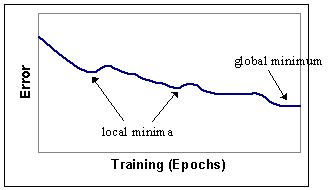 global minimum
Error
local minima
Training (Epochs)